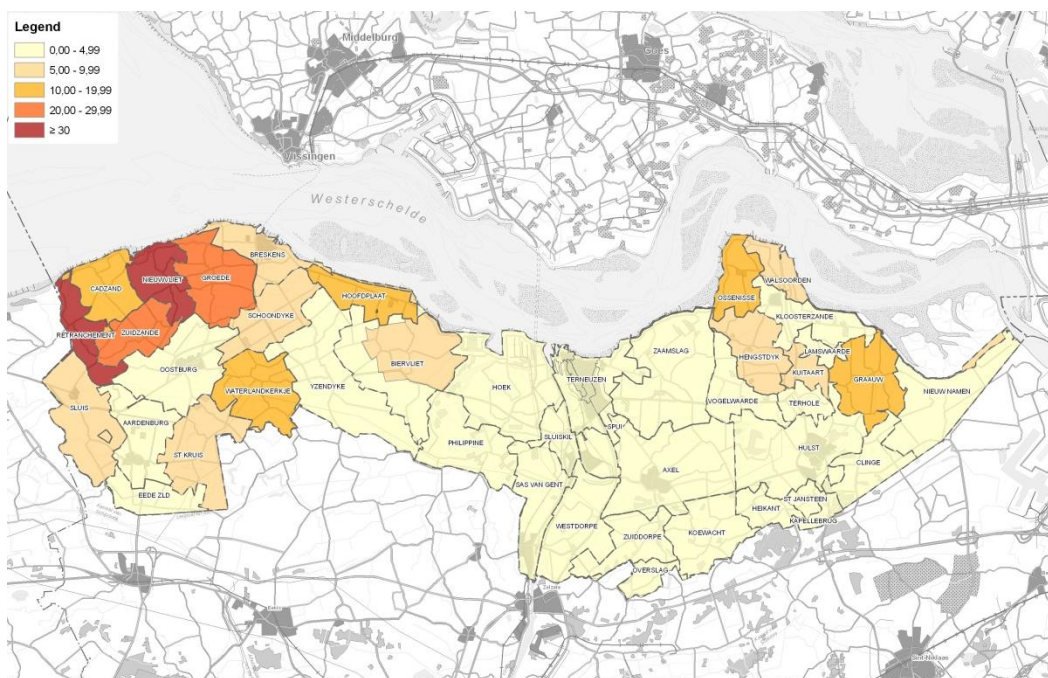 Legend
0,00 - 4,99
5,00 - 9,99
10,00 - 19,99
20,00 - 29,99
≥ 30
Middelburg
Goes
Vlissingen
Westerschelde
BRESKENS
WALSOORDEN
NIEUWVLIET
GROEDE
CADZAND
HOOFDPLAAT
OSSENISSE
SCHOONDYKE
KLOOSTERZANDE
RETRANCHEMENT
ZUIDZANDE
ZAAMSLAG
LAMSWAARDE
HENGSTDYK
BIERVLIET
OOSTBURG
KUITAART
TERNEUZEN
GRAAUW
HOEK
YZENDYKE
NIEUW NAMEN
WATERLANDKERKJE
VOGELWAARDE
TERHOLE
SLUIS
AARDENBURG
SPUI
SLUISKIL
PHILIPPINE
HULST
ST KRUIS
CLINGE
AXEL
SAS VAN GENT
EEDE ZLD
ST JANSTEEN
HEIKANT
KAPELLEBRUG
WESTDORPE
KOEWACHT
ZUIDDORPE
OVERSLAG
Zelzate
Sint-Niklaas